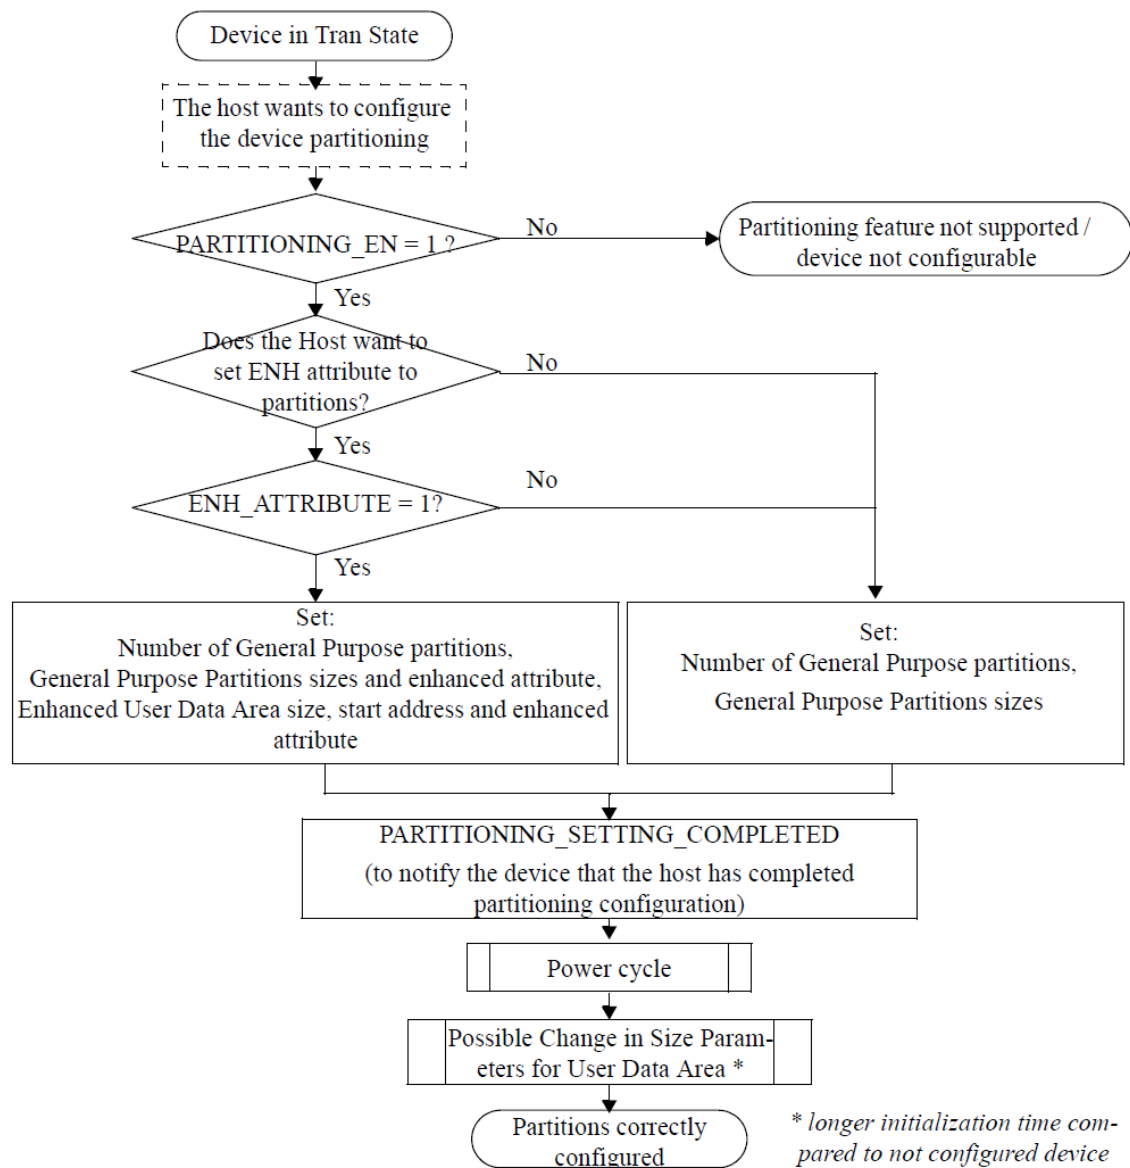 Device in Tran State
The host wants to configure
the device partitioning
PARTITIONING_EN = 1 ?
No
Partitioning feature not supported /
device not configurable
Yes
Does the Host want to
set ENH attribute to
partitions?
No
Yes
ENH_ATTRIBUTE = 1?
No
Yes
Set:
Number of General Purpose partitions,
General Purpose Partitions sizes and enhanced attribute,
Enhanced User Data Area size, start address and enhanced
attribute
Set:
Number of General Purpose partitions,
General Purpose Partitions sizes
PARTITIONING_SETTING_COMPLETED
(to notify the device that the host has completed
partitioning configuration)
Power cycle
Possible Change in Size Param-
eters for User Data Area *
Partitions correctly
configured
* longer initialization time com-
pared to not configured device